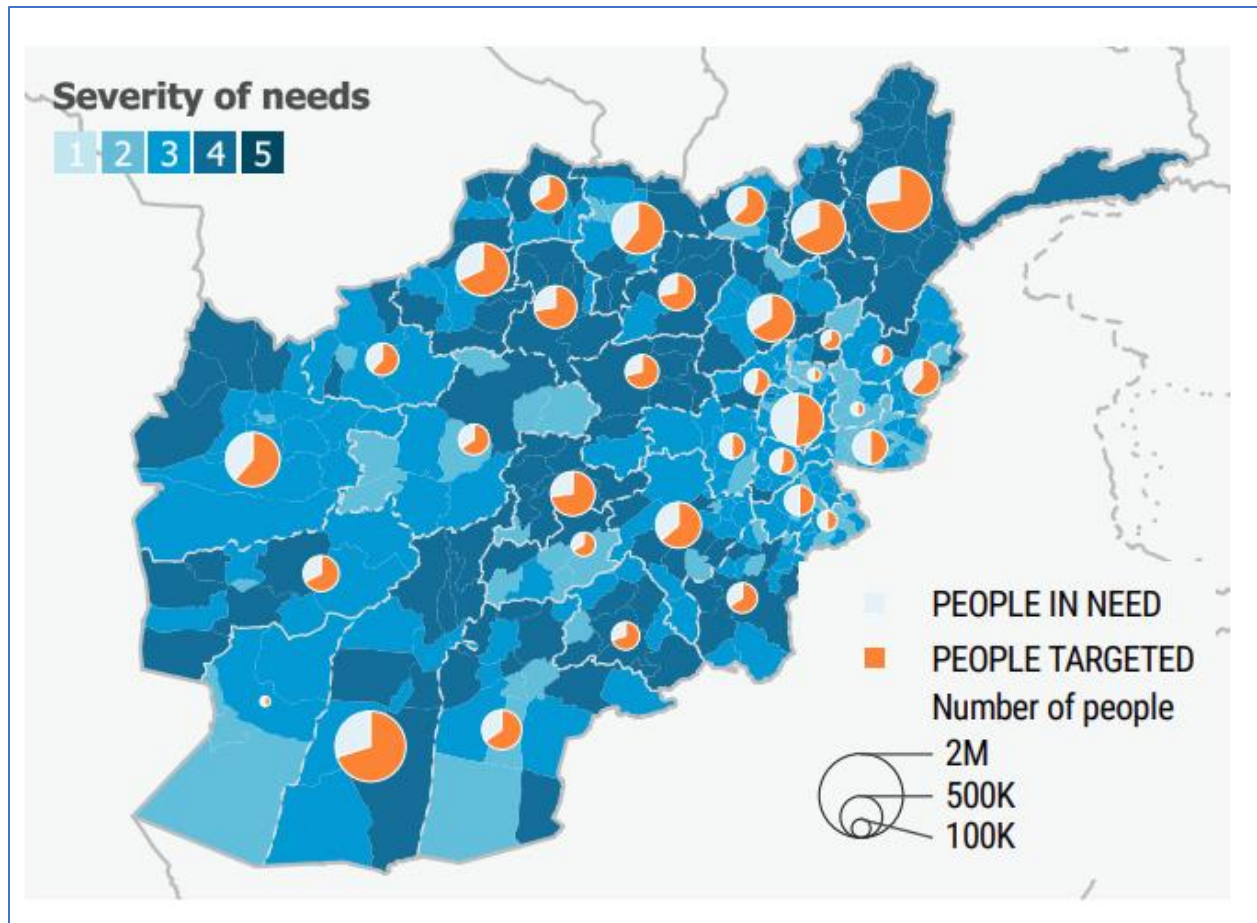 Severity of needs
1 2 3 4 5
PEOPLE IN NEED
PEOPLE TARGETED
Number of people
2M
500K
100K